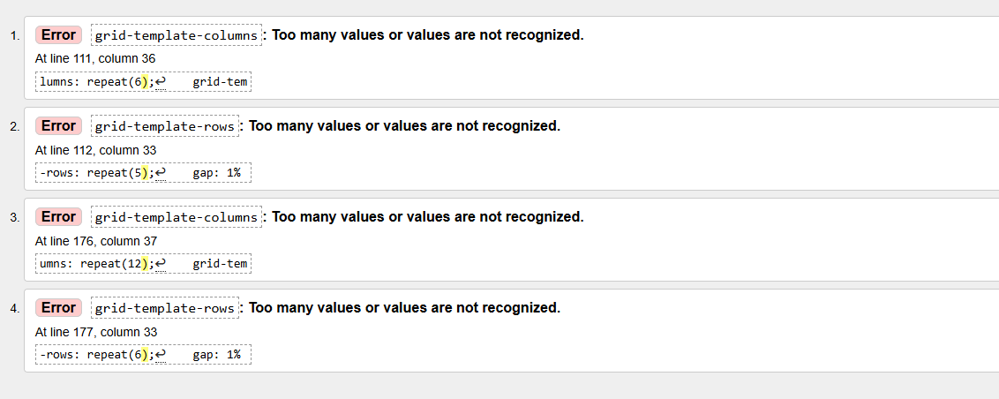 1. Error grid-template-columns: Too many values or values are not recognized.
At line 111, column 36
lumns: repeat(6);↩    grid-tem
2. Error grid-template-rows: Too many values or values are not recognized.
At line 112, column 33
-rows: repeat(5);↩    gap: 1%
3. Error grid-template-columns: Too many values or values are not recognized.
At line 176, column 37
umns: repeat(12);↩    grid-tem
4. Error grid-template-rows: Too many values or values are not recognized.
At line 177, column 33
-rows: repeat(6);↩    gap: 1%